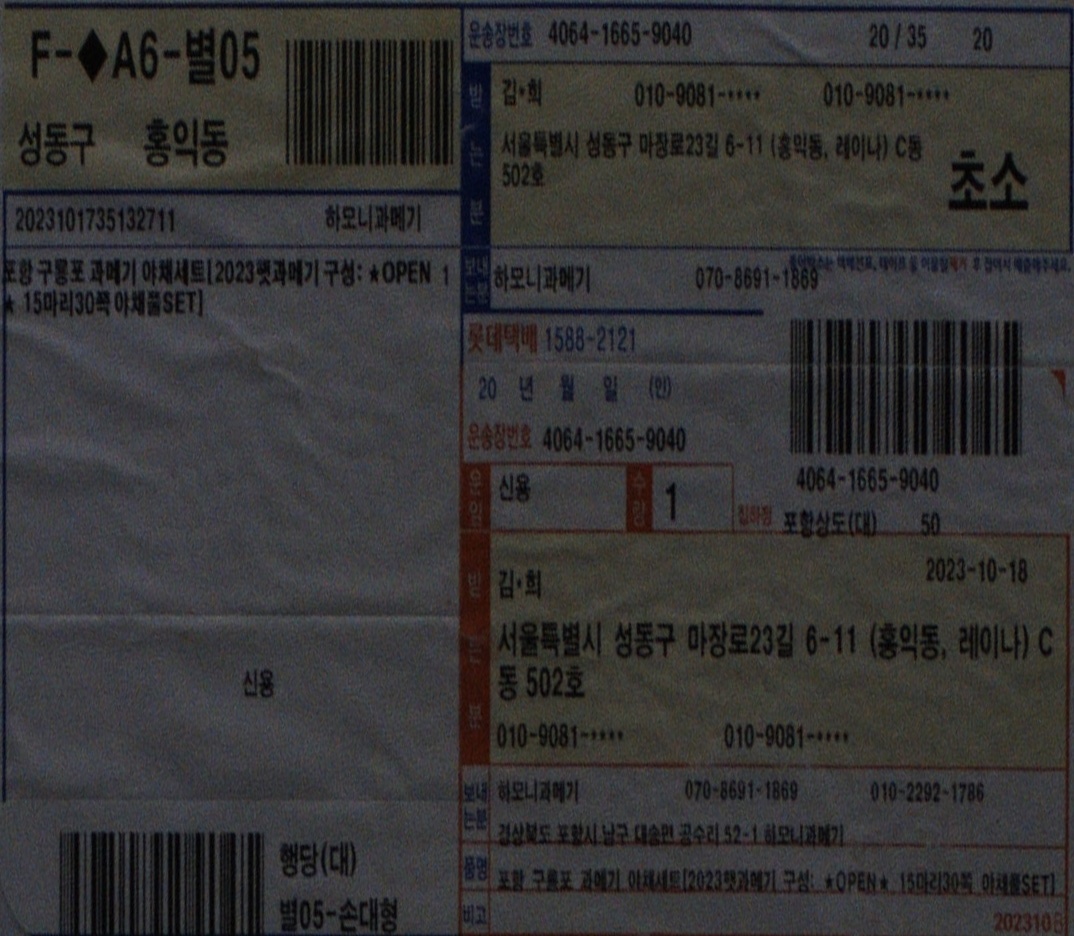 F-◆A6-별05
성동구 홍익동
2023101735132711 하모니과메기
포항 구룡포 과메기 야채세트[2023햇과메기 구성: ★OPEN 1
★ 15마리30쪽 야채풀SET]
신용
행당(대)
별05-손대형
운송장번호 4064-1665-9040 20 / 35 20
받는분
김*희 010-9081-**** 010-9081-****
서울특별시 성동구 마장로23길 6-11 (홍익동, 레이나) C동
502호
초소
보내는분 하모니과메기 070-8691-1869
롯데택배 1588-2121
20 년 월 일 (인)
운송장번호 4064-1665-9040
4064-1665-9040
운임 신용 수량 1
집하점 포항상도(대) 50
받는분
김*희 2023-10-18
서울특별시 성동구 마장로23길 6-11 (홍익동, 레이나) C
동 502호
010-9081-**** 010-9081-****
보내는분 하모니과메기 070-8691-1869 010-2292-1786
경상북도 포항시 남구 대송면 공수리 52-1 하모니과메기
품명 포항 구룡포 과메기 야채세트[2023햇과메기 구성: ★OPEN★ 15마리30쪽 야채풀SET]
비고